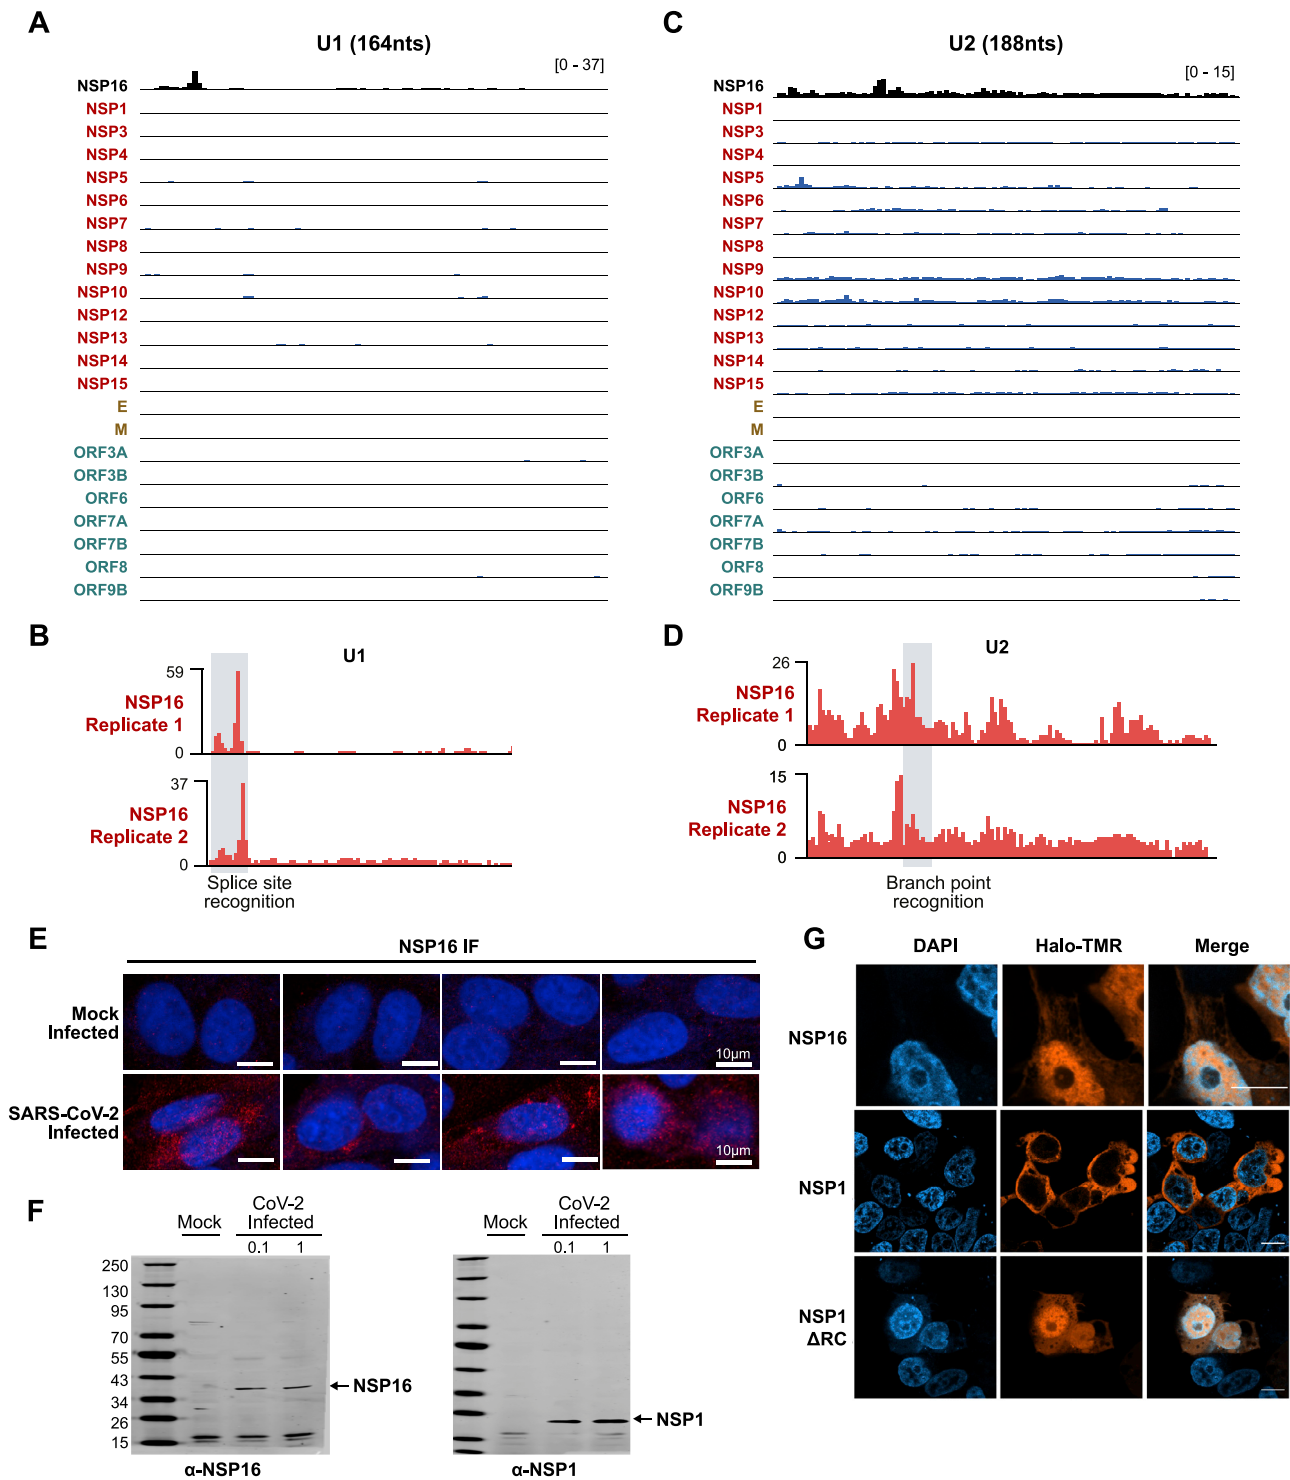 A
U1 (164nts)
[0 - 37]
NSP16
NSP1
NSP3
NSP4
NSP5
NSP6
NSP7
NSP8
NSP9
NSP10
NSP12
NSP13
NSP14
NSP15
E
M
ORF3A
ORF3B
ORF6
ORF7A
ORF7B
ORF8
ORF9B
B
U1
59
NSP16
Replicate 1
0
37
NSP16
Replicate 2
0
Splice site
recognition
C
U2 (188nts)
[0 - 15]
NSP16
NSP1
NSP3
NSP4
NSP5
NSP6
NSP7
NSP8
NSP9
NSP10
NSP12
NSP13
NSP14
NSP15
E
M
ORF3A
ORF3B
ORF6
ORF7A
ORF7B
ORF8
ORF9B
D
U2
26
NSP16
Replicate 1
0
15
NSP16
Replicate 2
0
Branch point
recognition
E
NSP16 IF
Mock
Infected
10μm
SARS-CoV-2
Infected
10μm
F
Mock
CoV-2
Infected
0.1 1
250
130
95
70
55
43
34
26
15
NSP16
α-NSP16
Mock
CoV-2
Infected
0.1 1
NSP1
α-NSP1
G
DAPI Halo-TMR Merge
NSP16
NSP1
NSP1
ΔRC